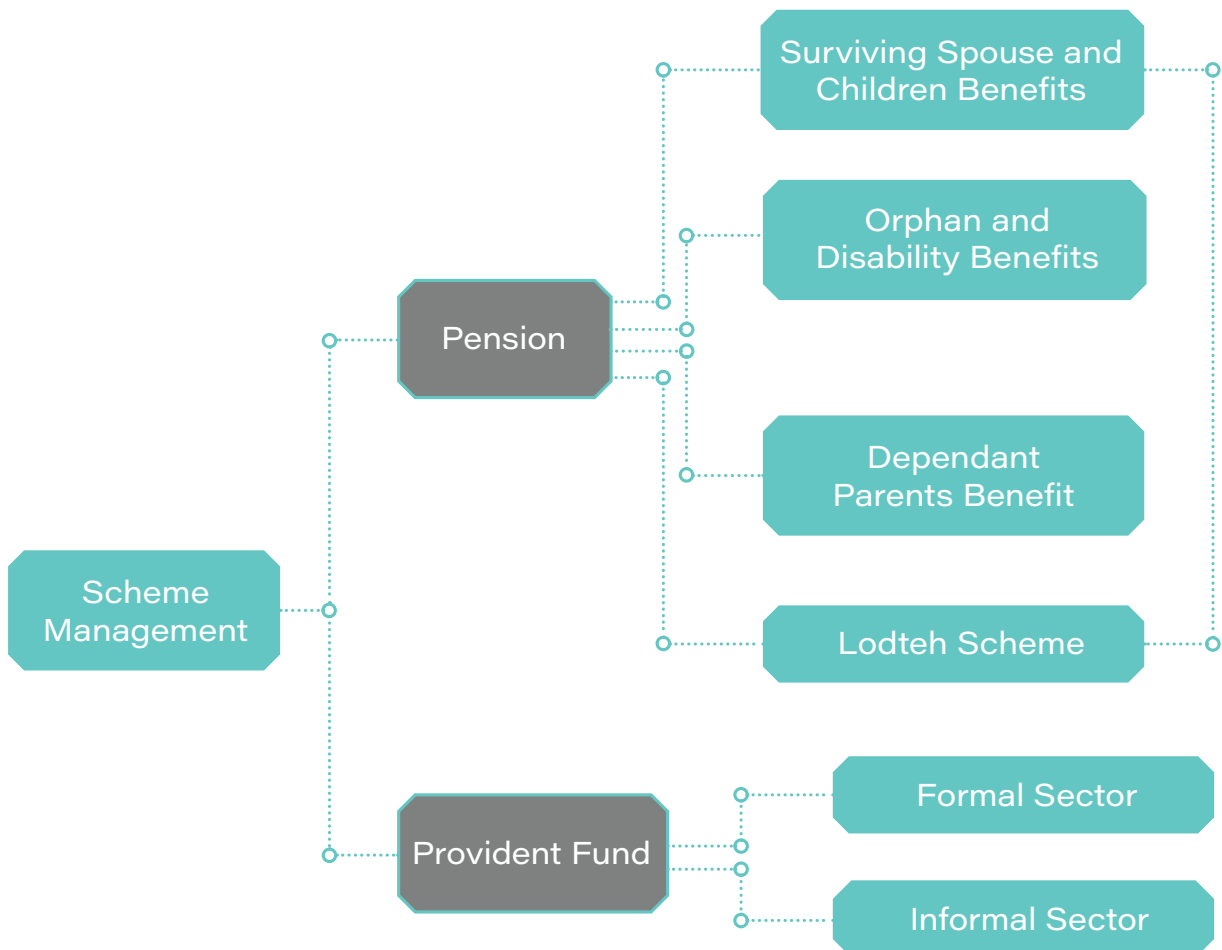 Surviving Spouse and
Children Benefits
Orphan and
Disability Benefits
Pension
Dependant
Parents Benefit
Scheme
Management
Lodteh Scheme
Formal Sector
Provident Fund
Informal Sector